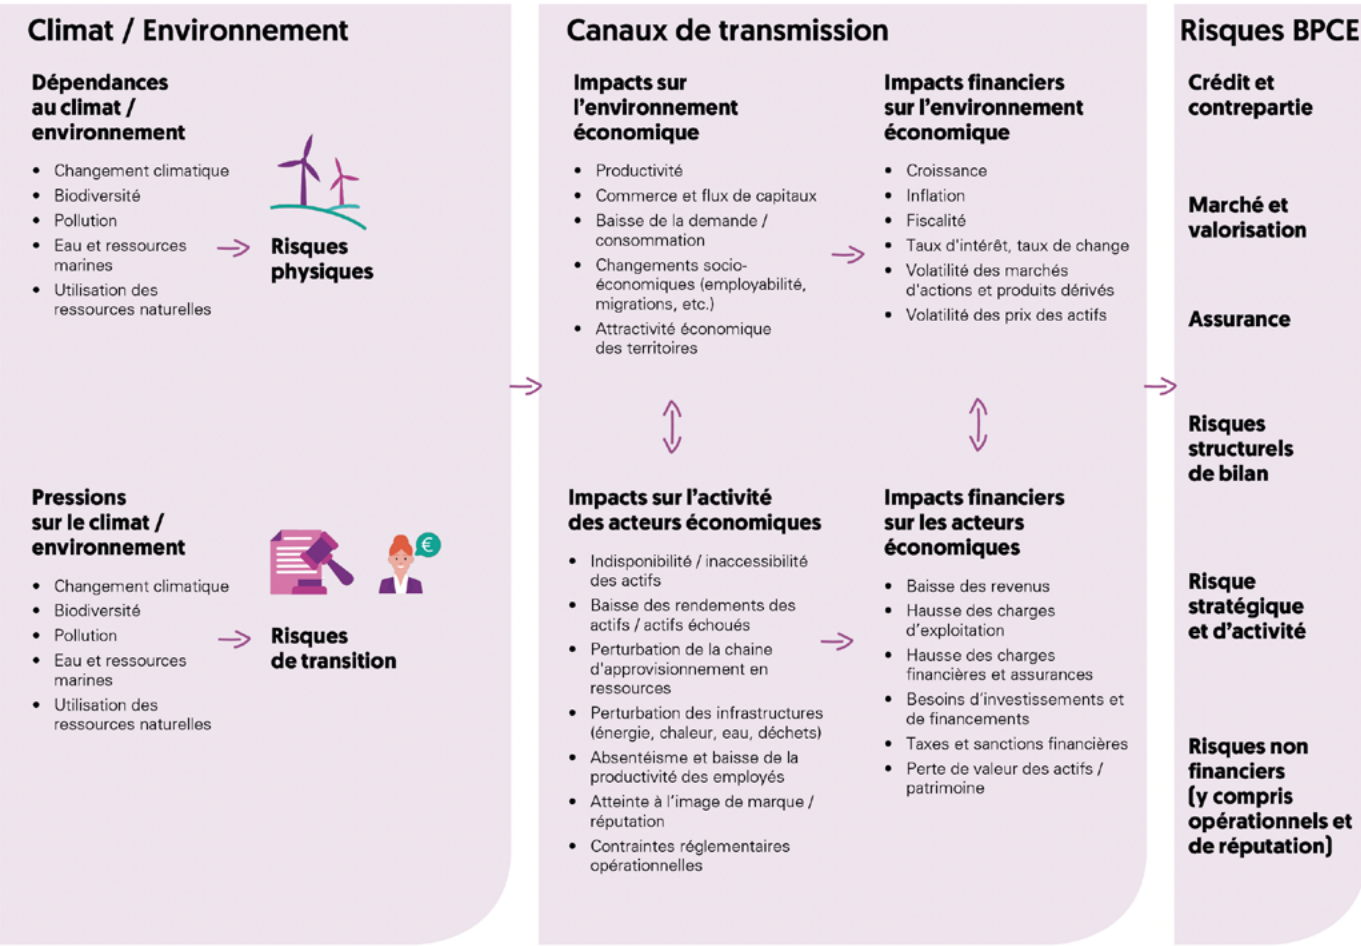 Climat / Environnement
Dépendances
au climat /
environnement
• Changement climatique
• Biodiversité
• Pollution
• Eau et ressources
marines
• Utilisation des
ressources naturelles
Risques
physiques
Pressions
sur le climat /
environnement
• Changement climatique
• Biodiversité
• Pollution
• Eau et ressources
marines
• Utilisation des
ressources naturelles
€
Risques
de transition
Canaux de transmission
Impacts sur
l'environnement
économique
• Productivité
• Commerce et flux de capitaux
• Baisse de la demande /
consommation
• Changements socio-
économiques (employabilité,
migrations, etc.)
• Attractivité économique
des territoires
Impacts financiers
sur l'environnement
économique
• Croissance
• Inflation
• Fiscalité
• Taux d'intérêt, taux de change
• Volatilité des marchés
d'actions et produits dérivés
• Volatilité des prix des actifs
Impacts sur l'activité
des acteurs économiques
• Indisponibilité / inaccessibilité
des actifs
• Baisse des rendements des
actifs / actifs échoués
• Perturbation de la chaine
d'approvisionnement en
ressources
• Perturbation des infrastructures
(énergie, chaleur, eau, déchets)
• Absentéisme et baisse de la
productivité des employés
• Atteinte à l'image de marque /
réputation
• Contraintes réglementaires
opérationnelles
Impacts financiers
sur les acteurs
économiques
• Baisse des revenus
• Hausse des charges
d'exploitation
• Hausse des charges
financières et assurances
• Besoins d'investissements et
de financements
• Taxes et sanctions financières
• Perte de valeur des actifs /
patrimoine
Risques BPCE
Crédit et
contrepartie
Marché et
valorisation
Assurance
Risques
structurels
de bilan
Risque
stratégique
et d'activité
Risques non
financiers
(y compris
opérationnels et
de réputation)